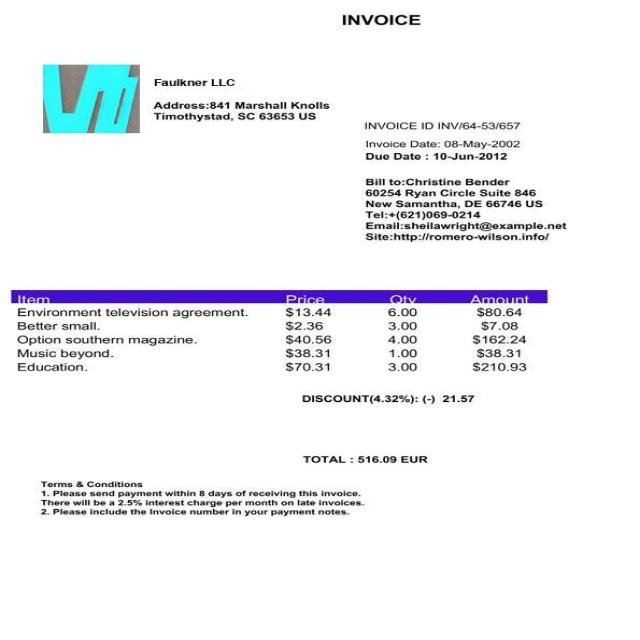 INVOICE
Faulkner LLC
Address:841 Marshall Knolls
Timothystad, SC 63653 US
INVOICE ID INV/64-53/657
Invoice Date: 08-May-2002
Due Date : 10-Jun-2012
Bill to:Christine Bender
60254 Ryan Circle Suite 846
New Samantha, DE 66746 US
Tel:+(621)069-0214
Email:sheilawright@example.net
Site:http://romero-wilson.info/
Item Price Qty Amount
Environment television agreement. $13.44 6.00 $80.64
Better small. $2.36 3.00 $7.08
Option southern magazine. $40.56 4.00 $162.24
Music beyond. $38.31 1.00 $38.31
Education. $70.31 3.00 $210.93
DISCOUNT(4.32%): (-) 21.57
TOTAL : 516.09 EUR
Terms & Conditions
1. Please send payment within 8 days of receiving this invoice.
There will be a 2.5% interest charge per month on late invoices.
2. Please include the Invoice number in your payment notes.